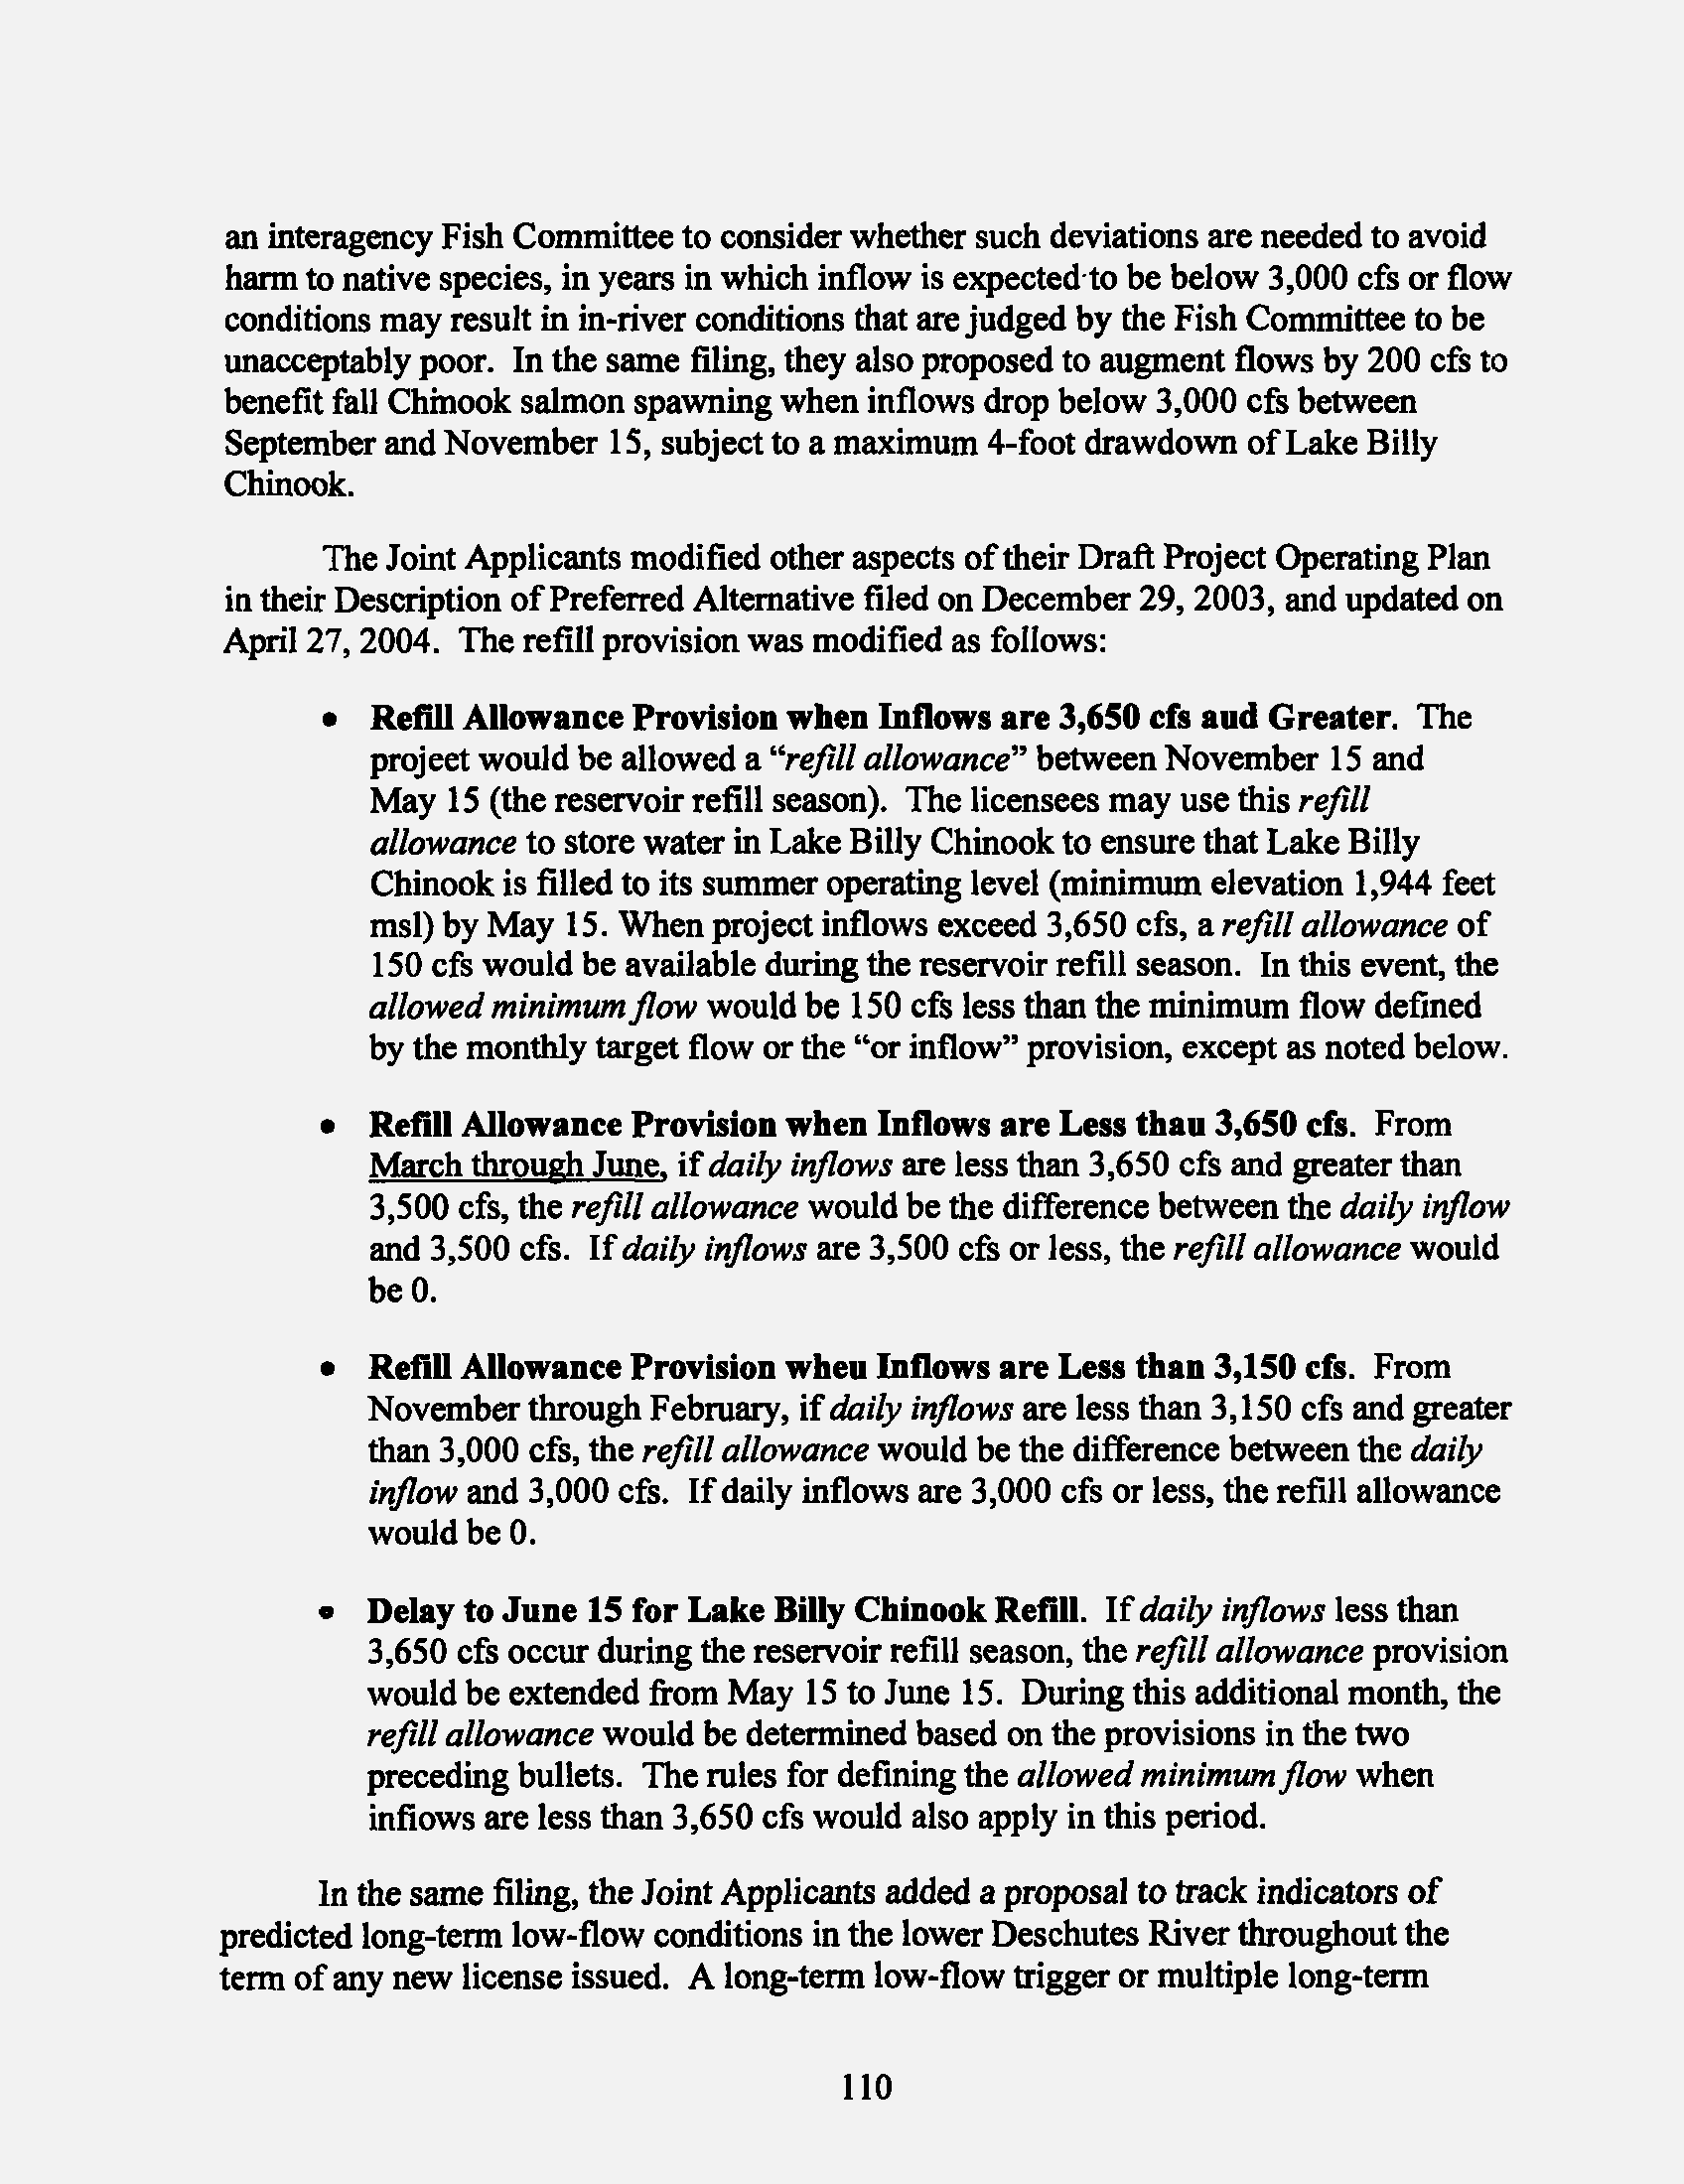 an interagency Fish Committee to consider whether such deviations are needed to avoid
harm to native species, in years in which inflow is expected to be below 3,000 cfs or flow
conditions may result in in-river conditions that are judged by the Fish Committee to be
unacceptably poor. In the same filing, they also proposed to augment flows by 200 cfs to
benefit fall Chinook salmon spawning when inflows drop below 3,000 cfs between
September and November 15, subject to a maximum 4-foot drawdown of Lake Billy
Chinook.
The Joint Applicants modified other aspects of their Draft Project Operating Plan
in their Description of Preferred Alternative filed on December 29, 2003, and updated on
April 27, 2004. The refill provision was modified as follows:
• Refill Allowance Provision when Inflows are 3,650 cfs aud Greater. The
projeet would be allowed a “refill allowance” between November 15 and
May 15 (the reservoir refill season). The licensees may use this refill
allowance to store water in Lake Billy Chinook to ensure that Lake Billy
Chinook is filled to its summer operating level (minimum elevation 1,944 feet
msl) by May 15. When project inflows exceed 3,650 cfs, a refill allowance of
150 cfs would be available during the reservoir refill season. In this event, the
allowed minimum flow would be 150 cfs less than the minimum flow defined
by the monthly target flow or the “or inflow” provision, except as noted below.
• Refill Allowance Provision when Inflows are Less thau 3,650 cfs. From
March through June, if daily inflows are less than 3,650 cfs and greater than
3,500 cfs, the refill allowance would be the difference between the daily inflow
and 3,500 cfs. If daily inflows are 3,500 cfs or less, the refill allowance would
be 0.
• Refill Allowance Provision wheu Inflows are Less than 3,150 cfs. From
November through February, if daily inflows are less than 3,150 cfs and greater
than 3,000 cfs, the refill allowance would be the difference between the daily
inflow and 3,000 cfs. If daily inflows are 3,000 cfs or less, the refill allowance
would be 0.
• Delay to June 15 for Lake Billy Chinook Refill. If daily inflows less than
3,650 cfs occur during the reservoir refill season, the refill allowance provision
would be extended from May 15 to June 15. During this additional month, the
refill allowance would be determined based on the provisions in the two
preceding bullets. The rules for defining the allowed minimum flow when
infiows are less than 3,650 cfs would also apply in this period.
In the same filing, the Joint Applicants added a proposal to track indicators of
predicted long-term low-flow conditions in the lower Deschutes River throughout the
term of any new license issued. A long-term low-flow trigger or multiple long-term
110